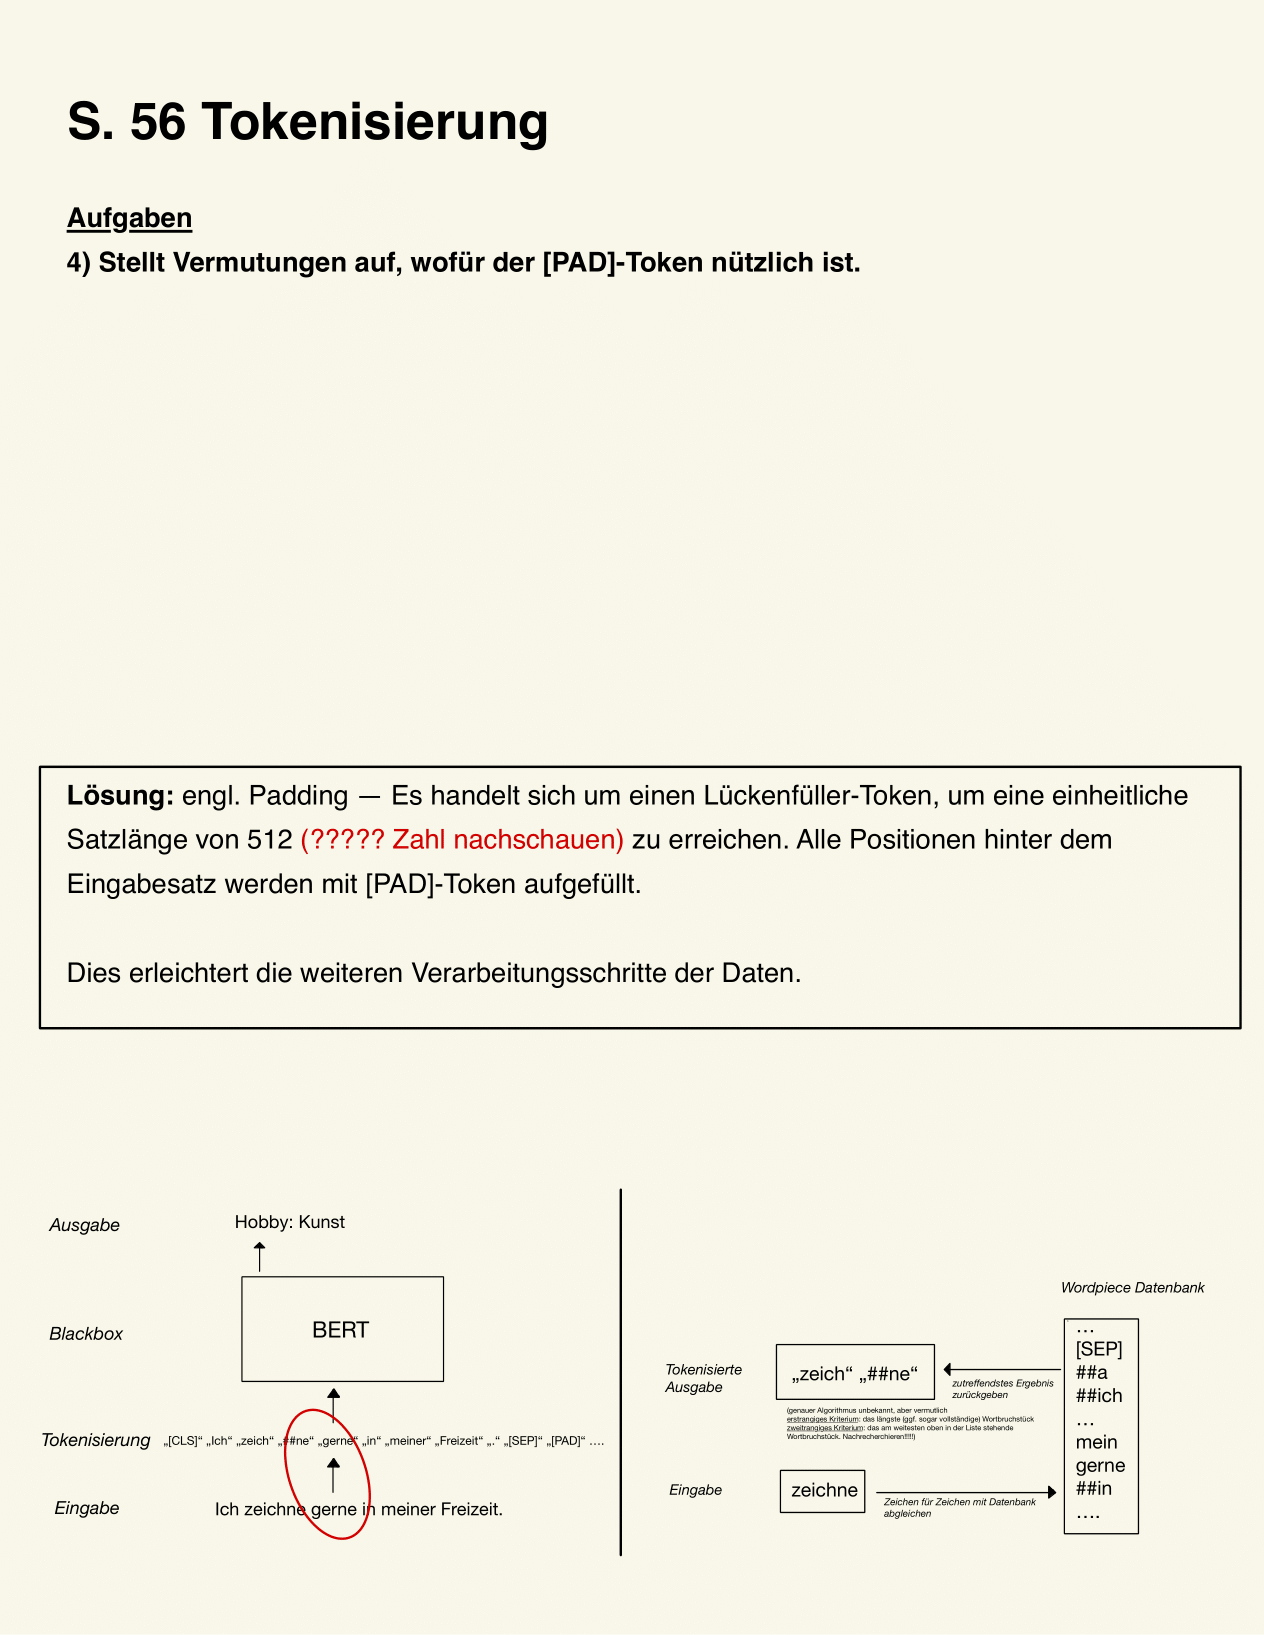 S. 56 Tokenisierung
Aufgaben
4) Stellt Vermutungen auf, wofür der [PAD]-Token nützlich ist.
Lösung: engl. Padding — Es handelt sich um einen Lückenfüller-Token, um eine einheitliche
Satzlänge von 512 (????? Zahl nachschauen) zu erreichen. Alle Positionen hinter dem
Eingabesatz werden mit [PAD]-Token aufgefüllt.
Dies erleichtert die weiteren Verarbeitungsschritte der Daten.
Ausgabe
Hobby: Kunst
Blackbox
BERT
Tokenisierung
„[CLS]“ „Ich“ „zeich“ „##ne“ „gerne“ „in“ „meiner“ „Freizeit“ „.“ „[SEP]“ „[PAD]“ ….
Eingabe
Ich zeichne gerne in meiner Freizeit.
Wordpiece Datenbank
…
[SEP]
##a
##ich
…
mein
gerne
##in
….
Tokenisierte
Ausgabe
„zeich“ „##ne“
zutreffendstes Ergebnis
zurückgeben
(genauer Algorithmus unbekannt, aber vermutlich
erstrangiges Kriterium: das längste (ggf. sogar vollständige) Wortbruchstück
zweitrangiges Kriterium: das am weitesten oben in der Liste stehende
Wortbruchstück. Nachrecherchieren!!!!!)
Eingabe
zeichne
Zeichen für Zeichen mit Datenbank
abgleichen